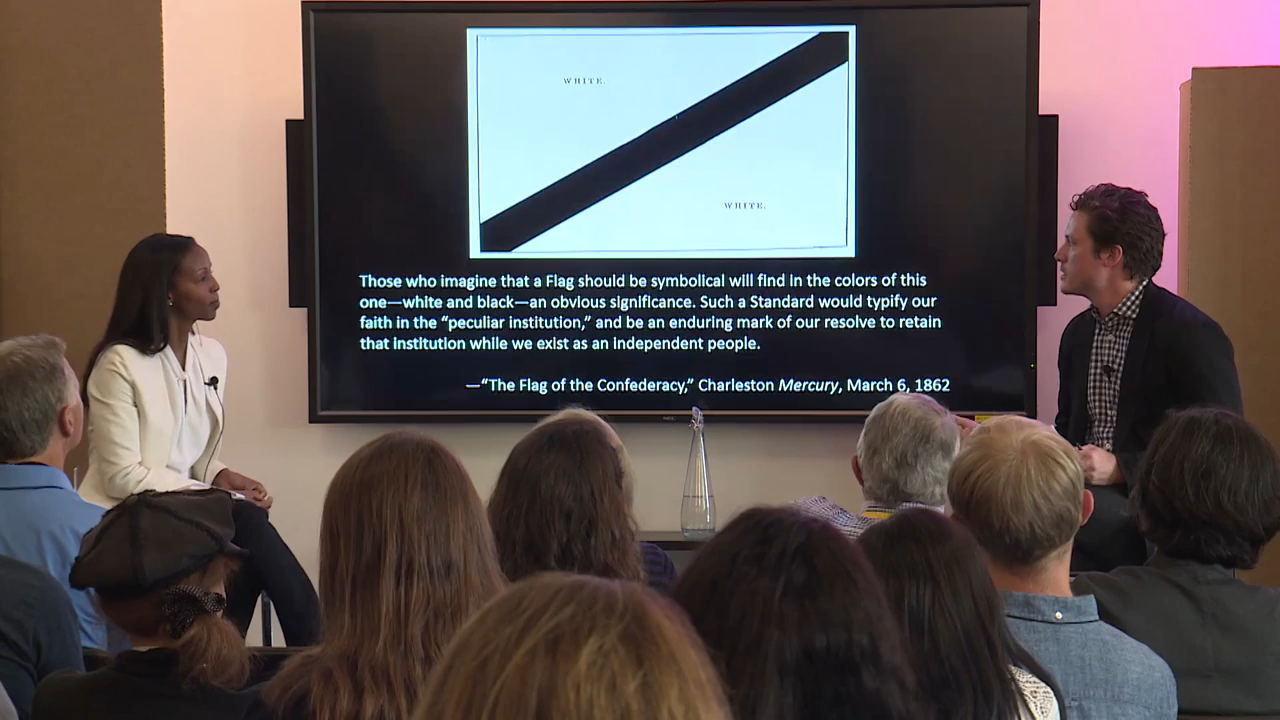 WHITE.
WHITE.
Those who imagine that a Flag should be symbolical will find in the colors of this
one—white and black—an obvious significance. Such a Standard would typify our
faith in the “peculiar institution,” and be an enduring mark of our resolve to retain
that institution while we exist as an independent people.
—“The Flag of the Confederacy,” Charleston Mercury, March 6, 1862
NEC